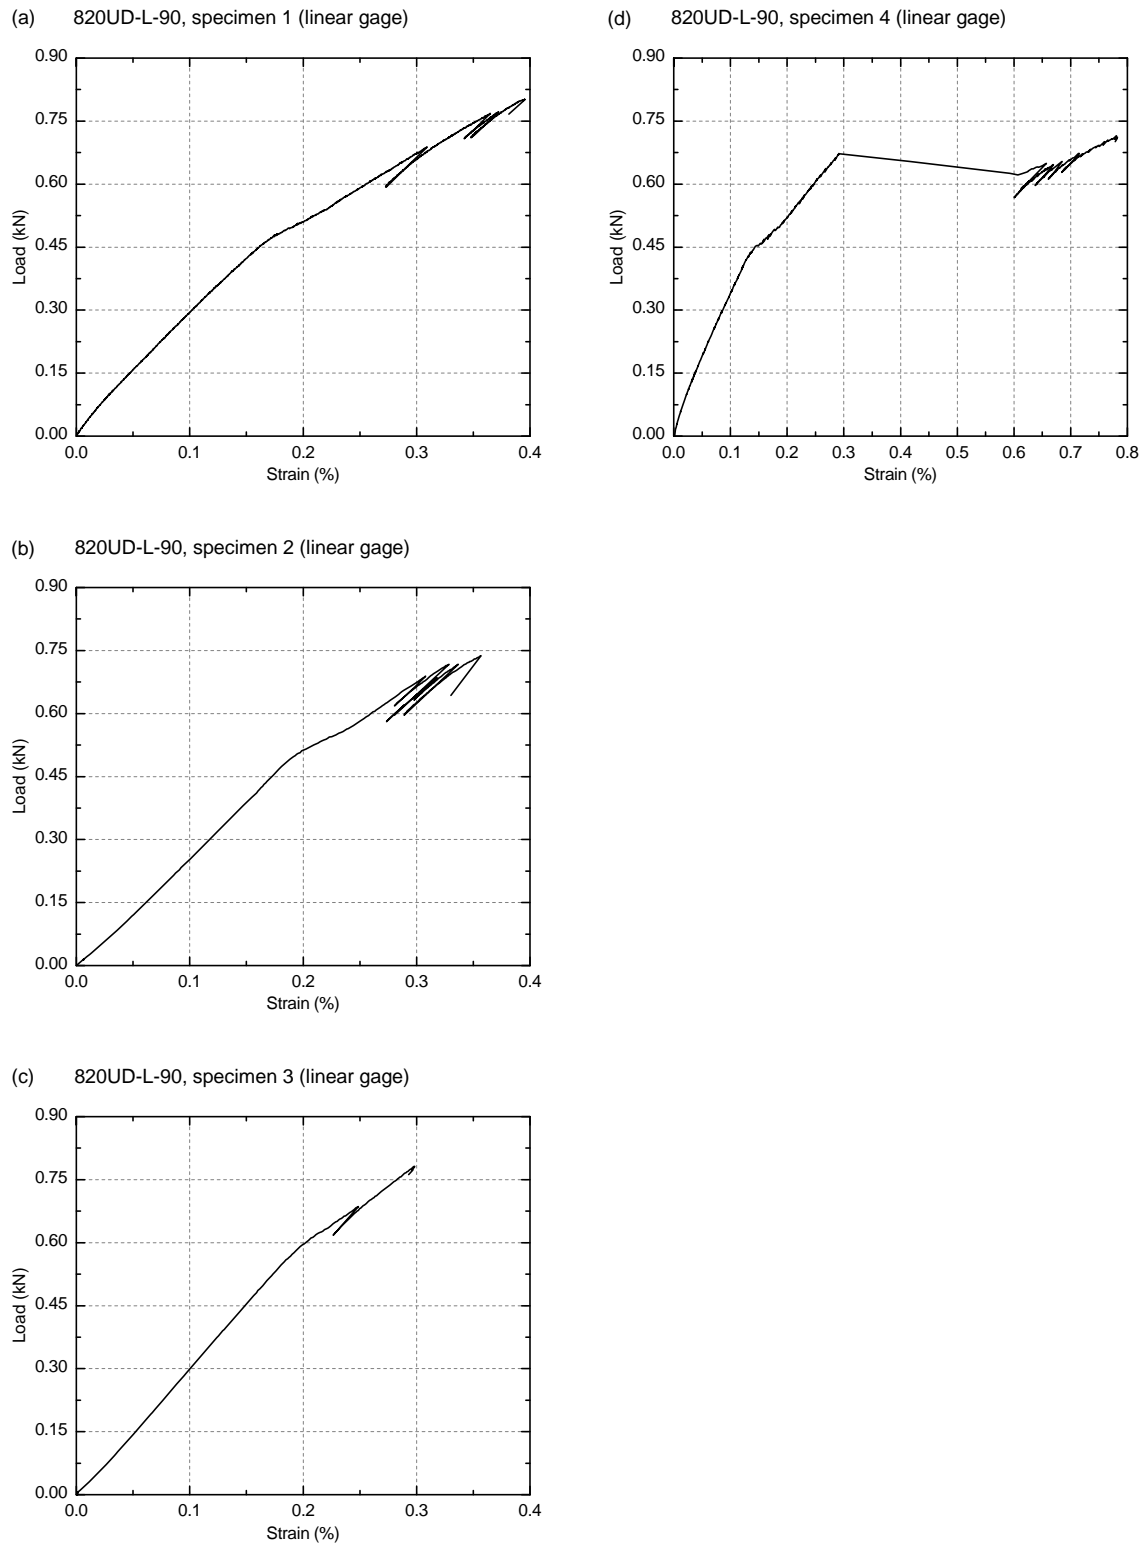 (a) 820UD-L-90, specimen 1 (linear gage)
0.90
0.75
0.60
0.45
0.30
0.15
0.00
Load (kN)
0.0 0.1 0.2 0.3 0.4
Strain (%)
(d) 820UD-L-90, specimen 4 (linear gage)
0.90
0.75
0.60
0.45
0.30
0.15
0.00
Load (kN)
0.0 0.1 0.2 0.3 0.4 0.5 0.6 0.7 0.8
Strain (%)
(b) 820UD-L-90, specimen 2 (linear gage)
0.90
0.75
0.60
0.45
0.30
0.15
0.00
Load (kN)
0.0 0.1 0.2 0.3 0.4
Strain (%)
(c) 820UD-L-90, specimen 3 (linear gage)
0.90
0.75
0.60
0.45
0.30
0.15
0.00
Load (kN)
0.0 0.1 0.2 0.3 0.4
Strain (%)